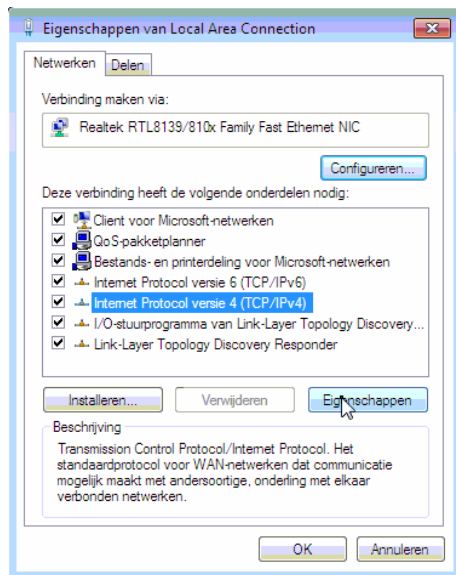 Eigenschappen van Local Area Connection
Netwerken Delen
Verbinding maken via:
Realtek RTL8139/810x Family Fast Ethernet NIC
Configureren...
Deze verbinding heeft de volgende onderdelen nodig:
Client voor Microsoft-netwerken
QoS-pakketplanner
Bestands- en printerdeling voor Microsoft-netwerken
Internet Protocol versie 6 (TCP/IPv6)
Internet Protocol versie 4 (TCP/IPv4)
I/O-stuurprogramma van Link-Layer Topology Discovery...
Link-Layer Topology Discovery Responder
Installeren... Verwijderen Eigenschappen
Beschrijving
Transmission Control Protocol/Internet Protocol. Het
standaardprotocol voor WAN-netwerken dat communicatie
mogelijk maakt met andersoortige, onderling met elkaar
verbonden netwerken.
OK Annuleren